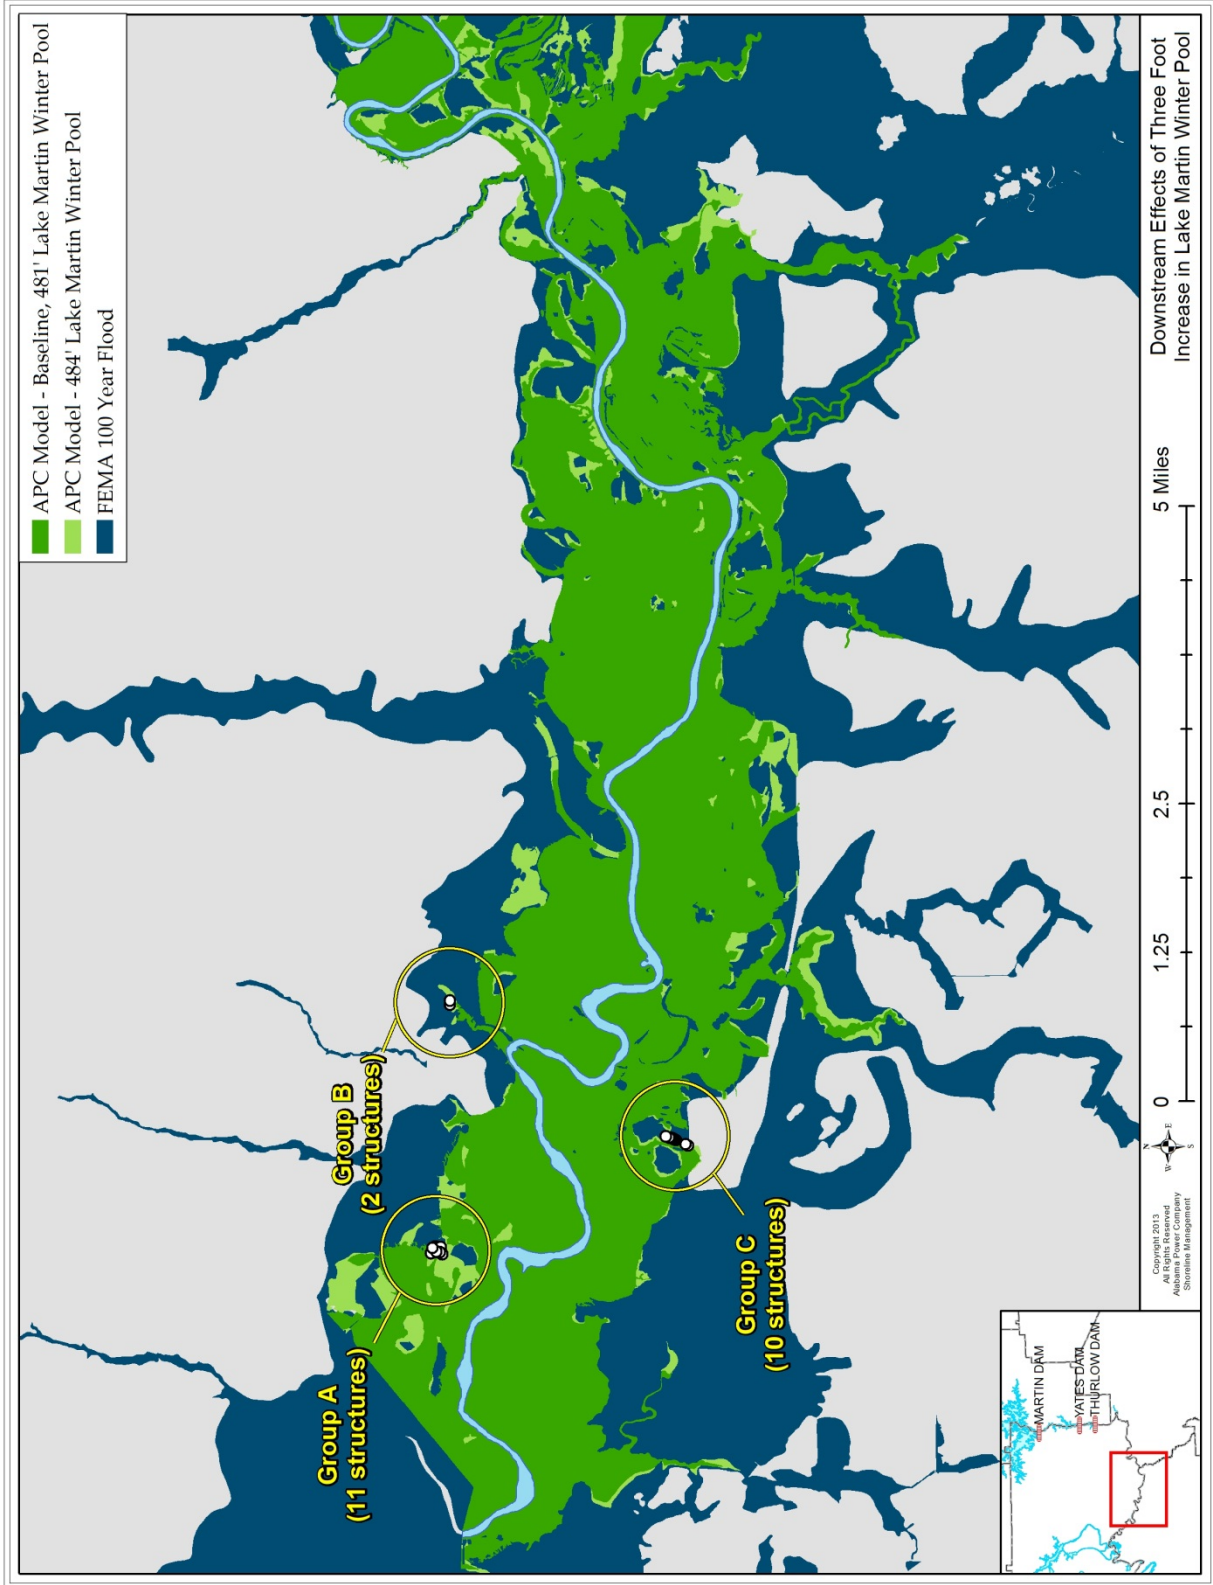 APC Model - Baseline, 481' Lake Martin Winter Pool
APC Model - 484' Lake Martin Winter Pool
FEMA 100 Year Flood
Group A
(11 structures)
Group B
(2 structures)
Group C
(10 structures)
MARTIN DAM
YATES DAM
THURLOW DAM
Copyright 2013
All Rights Reserved
Alabama Power Company
Shoreline Management
N
W
E
S
0
1.25
2.5
5 Miles
Downstream Effects of Three Foot
Increase in Lake Martin Winter Pool